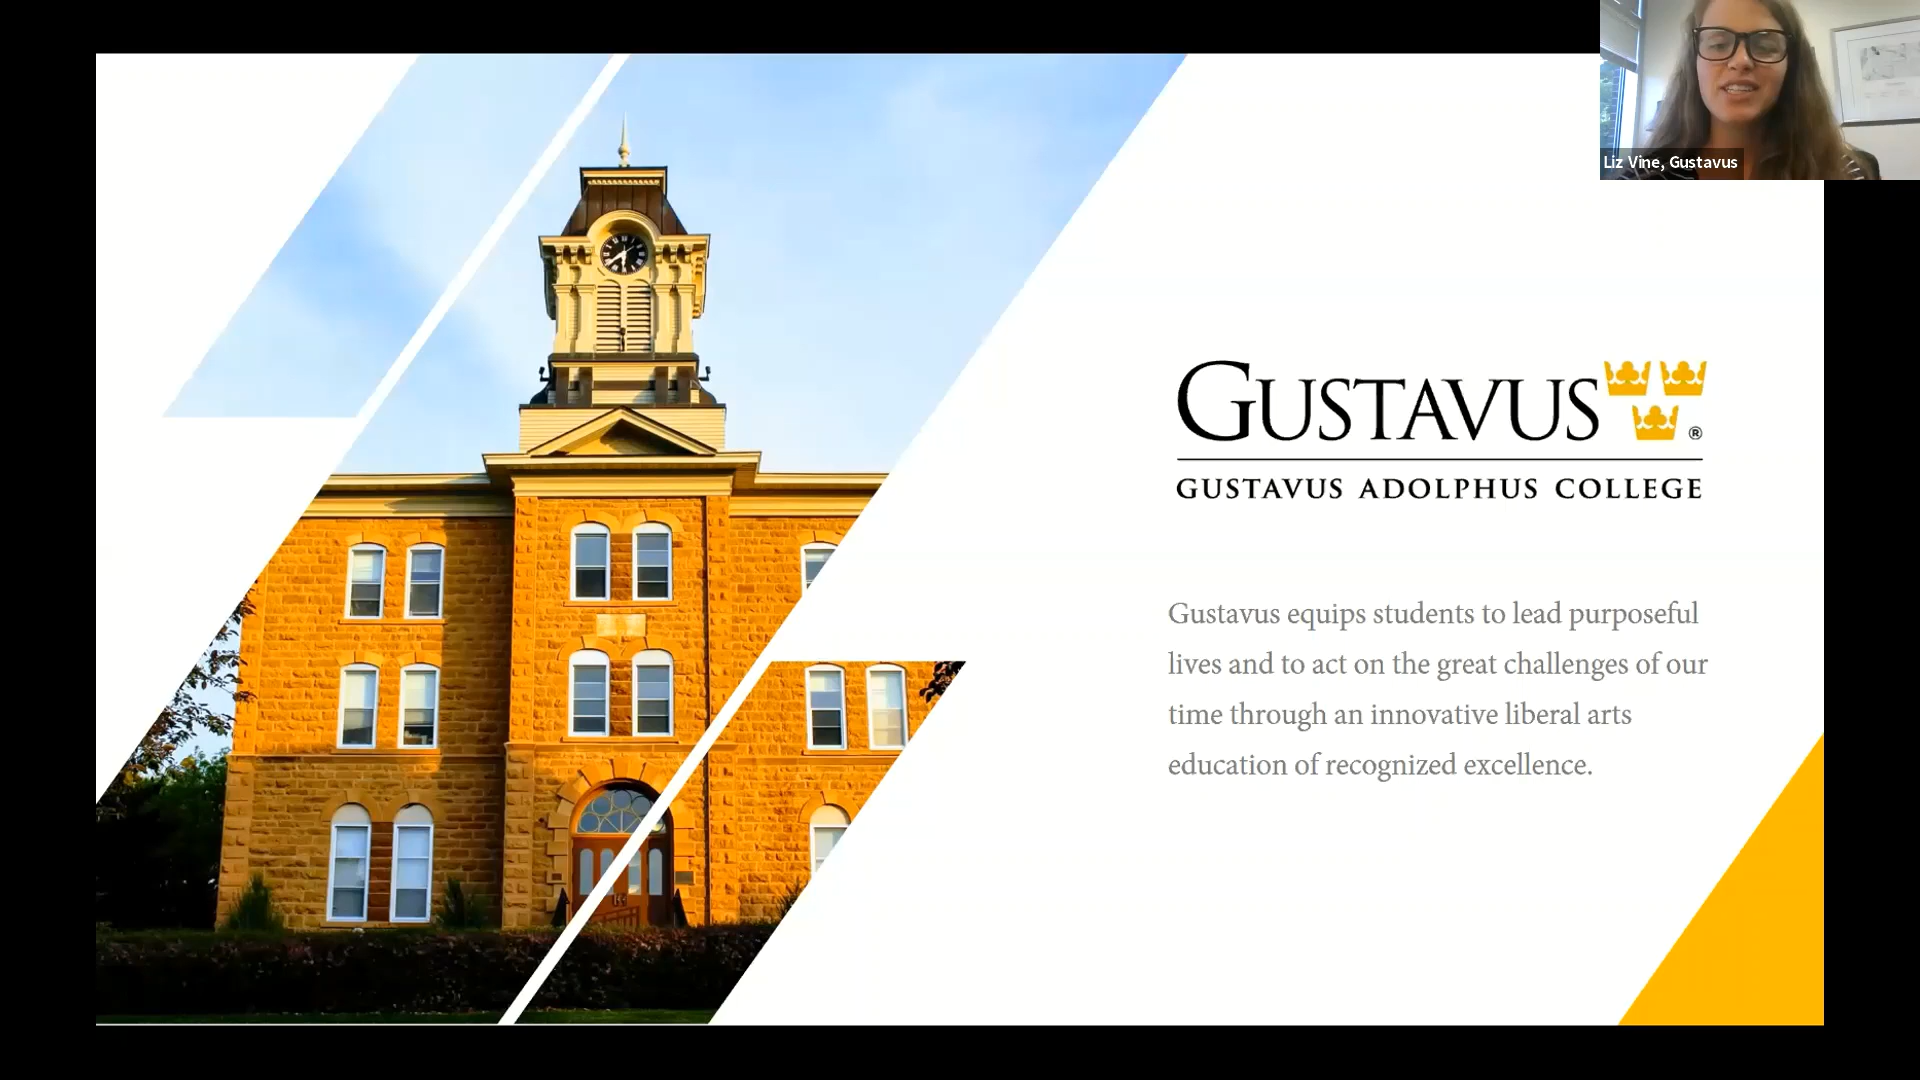 Liz Vine, Gustavus
GUSTAVUS ®
GUSTAVUS ADOLPHUS COLLEGE
Gustavus equips students to lead purposeful
lives and to act on the great challenges of our
time through an innovative liberal arts
education of recognized excellence.